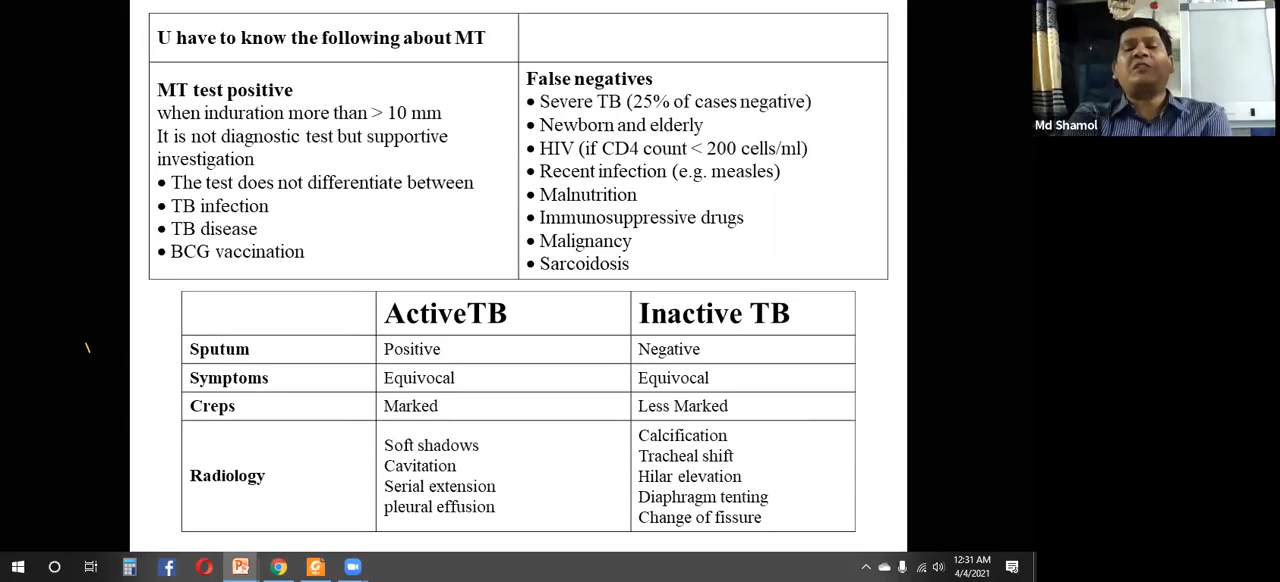 U have to know the following about MT
MT test positive
when induration more than > 10 mm
It is not diagnostic test but supportive
investigation
• The test does not differentiate between
• TB infection
• TB disease
• BCG vaccination
False negatives
• Severe TB (25% of cases negative)
• Newborn and elderly
• HIV (if CD4 count < 200 cells/ml)
• Recent infection (e.g. measles)
• Malnutrition
• Immunosuppressive drugs
• Malignancy
• Sarcoidosis
Md Shamol
ActiveTB Inactive TB
Sputum Positive Negative
Symptoms Equivocal Equivocal
Creps Marked Less Marked
Radiology
Soft shadows
Cavitation
Serial extension
pleural effusion
Calcification
Tracheal shift
Hilar elevation
Diaphragm tenting
Change of fissure
12:31 AM
4/4/2021